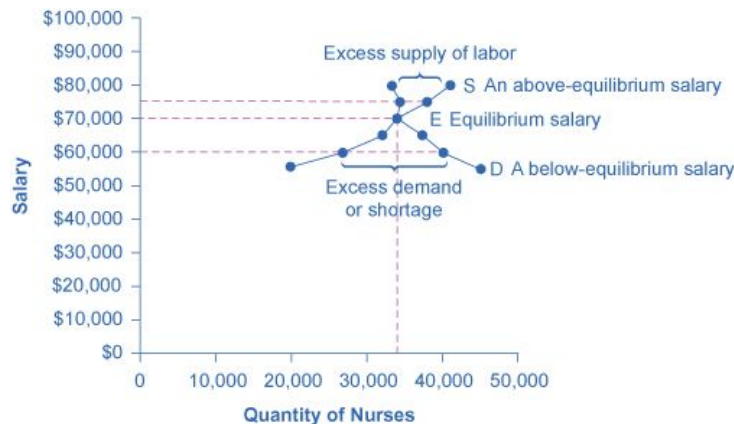 $100,000
$90,000
$80,000
$70,000
$60,000
$50,000
$40,000
$30,000
$20,000
$10,000
$0
Salary
Excess supply of labor
S An above-equilibrium salary
E Equilibrium salary
D A below-equilibrium salary
Excess demand
or shortage
0
10,000
20,000
30,000
40,000
50,000
Quantity of Nurses